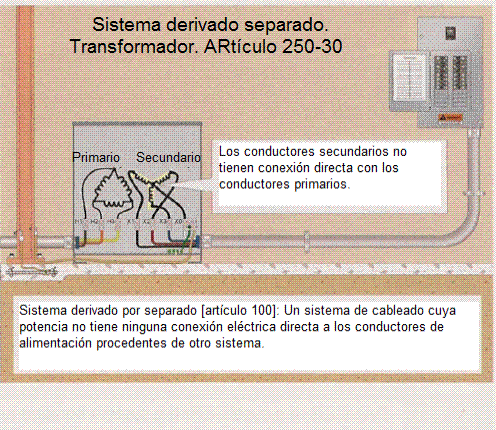 Sistema derivado separado.
Transformador. ARtículo 250-30
Primario Secundario
Los conductores secundarios no
tienen conexión directa con los
conductores primarios.
H1 H2 H3 X1 X2 X3 X0
Sistema derivado por separado [artículo 100]: Un sistema de cableado cuya
potencia no tiene ninguna conexión eléctrica directa a los conductores de
alimentación procedentes de otro sistema.